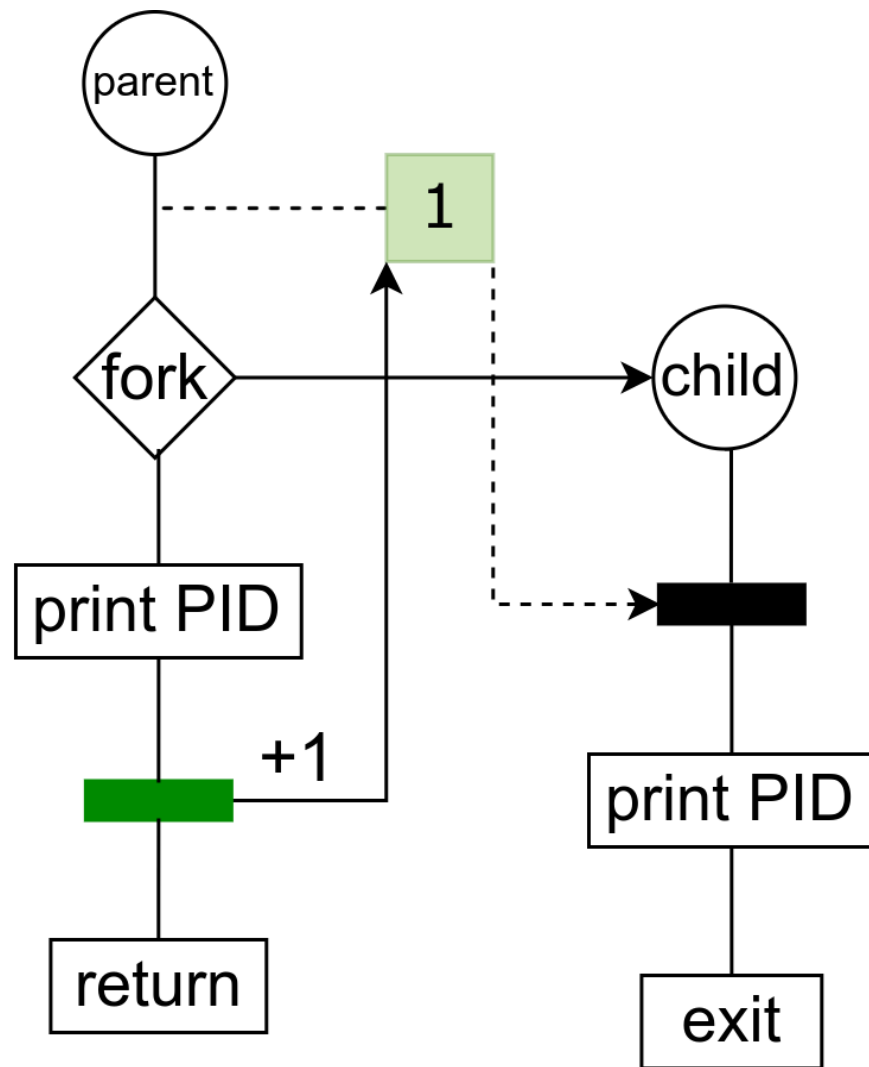 parent
1
fork
child
print PID
+1
print PID
return
exit